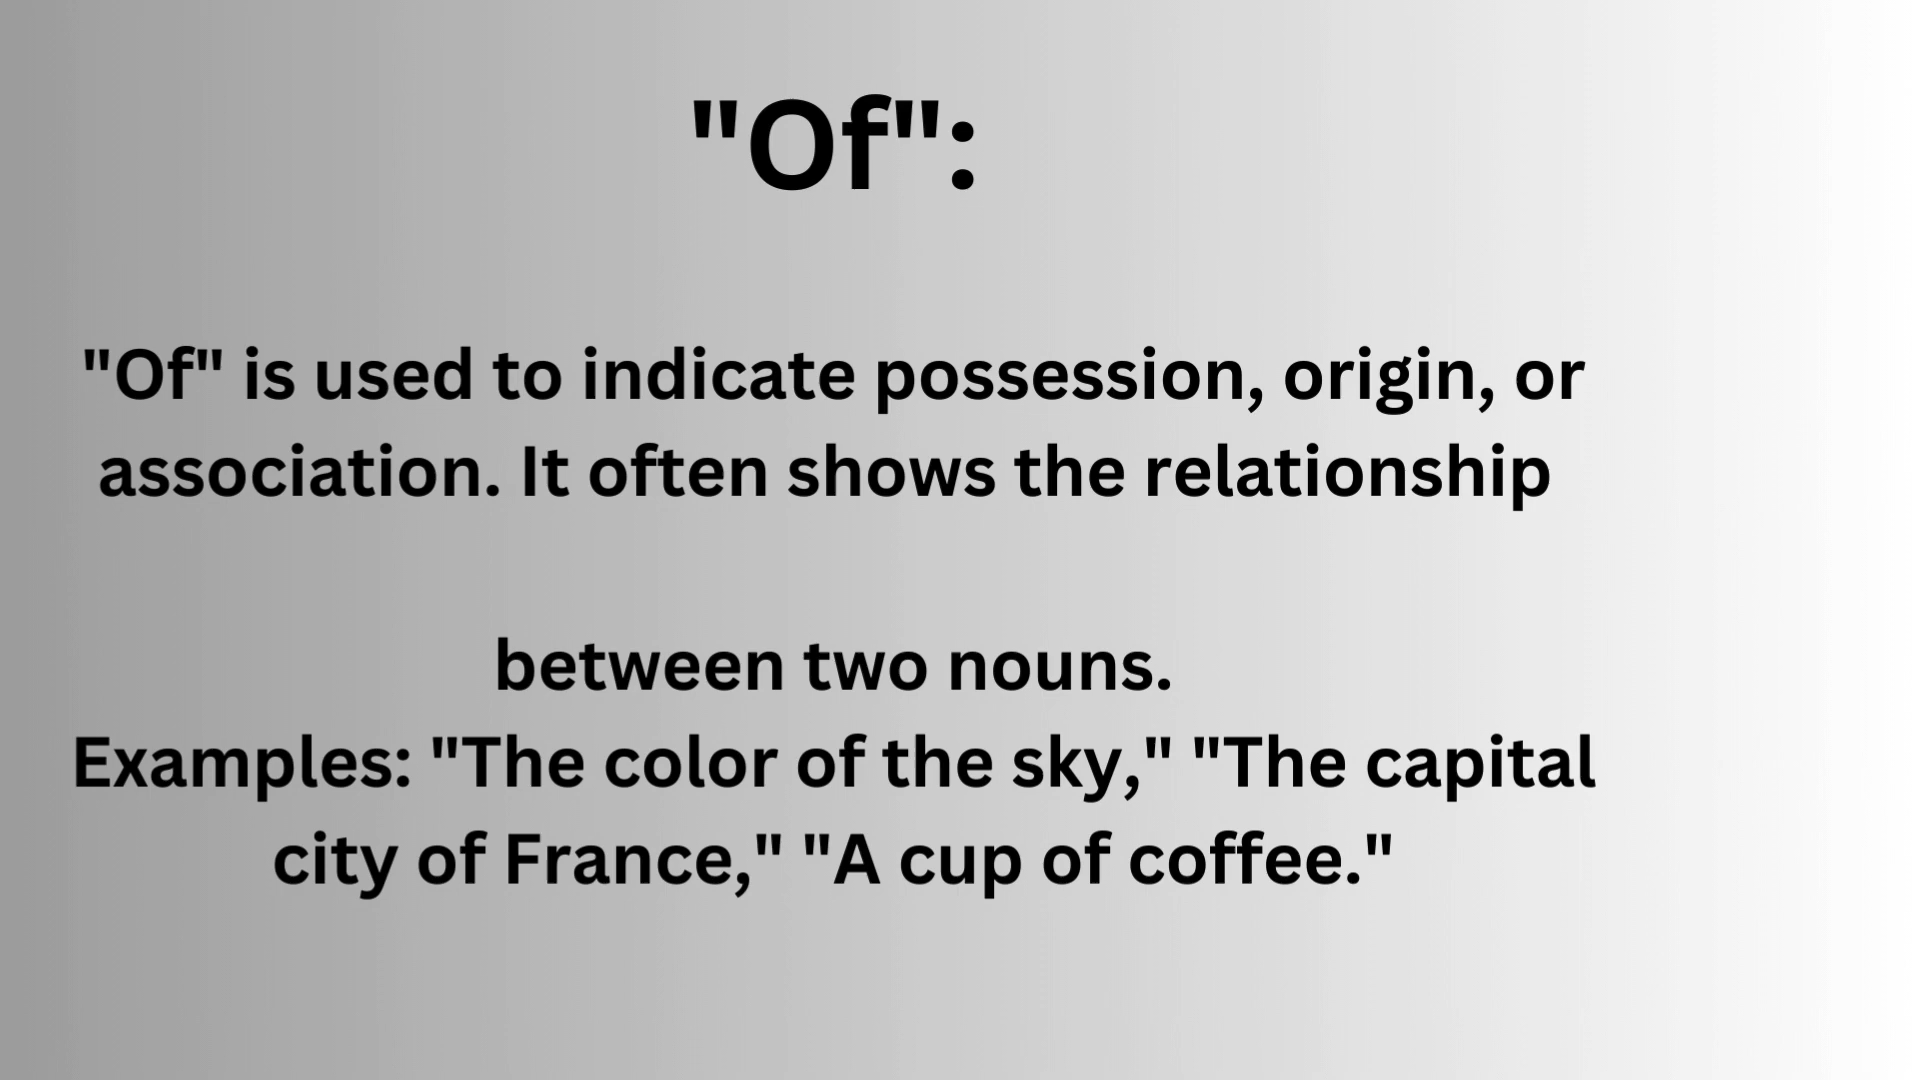 "Of":
"Of" is used to indicate possession, origin, or
association. It often shows the relationship
between two nouns.
Examples: "The color of the sky," "The capital
city of France," "A cup of coffee."